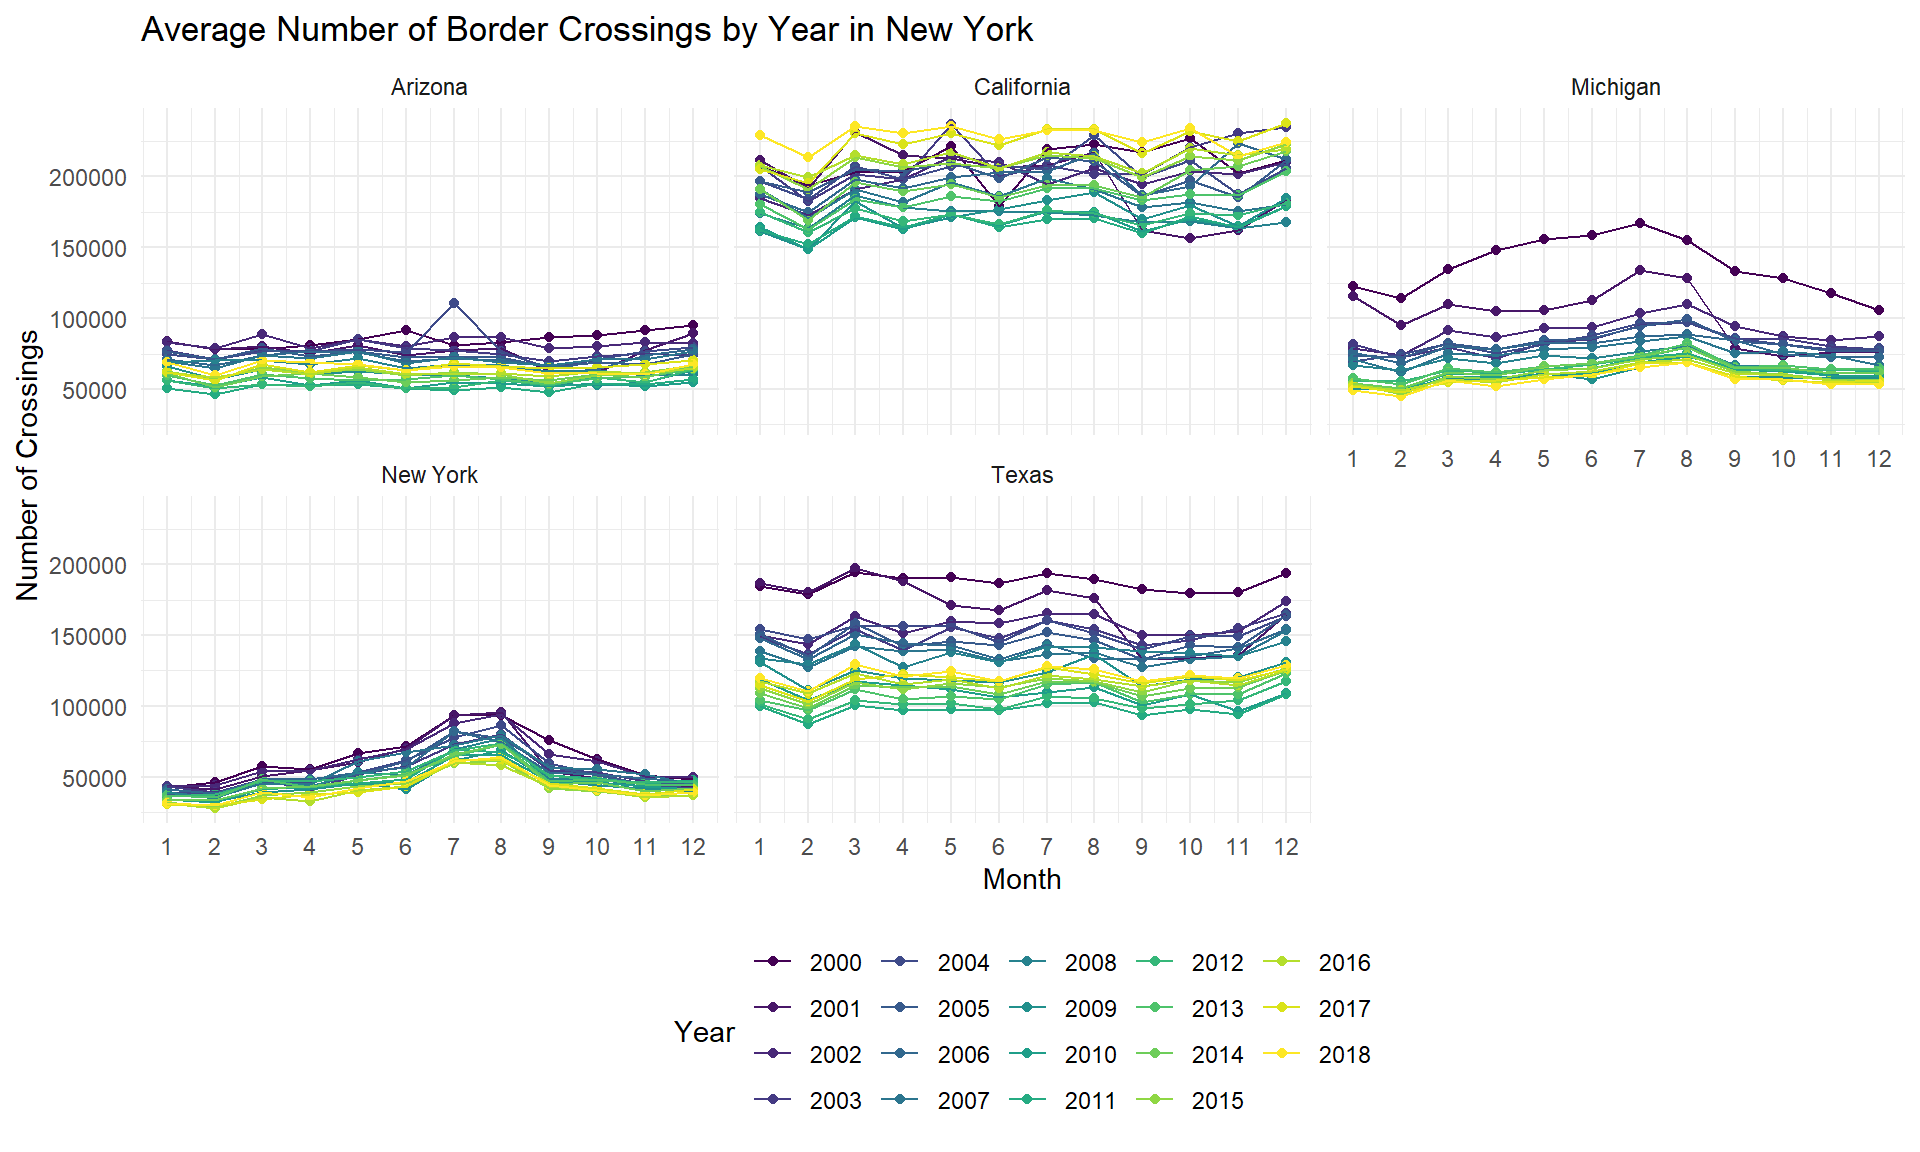 Average Number of Border Crossings by Year in New York
Arizona
California
Michigan
200000
150000
100000
50000
1 2 3 4 5 6 7 8 9 10 11 12
New York
Texas
Number of Crossings
200000
150000
100000
50000
1 2 3 4 5 6 7 8 9 10 11 12
1 2 3 4 5 6 7 8 9 10 11 12
Month
Year
2000 2004 2008 2012 2016
2001 2005 2009 2013 2017
2002 2006 2010 2014 2018
2003 2007 2011 2015